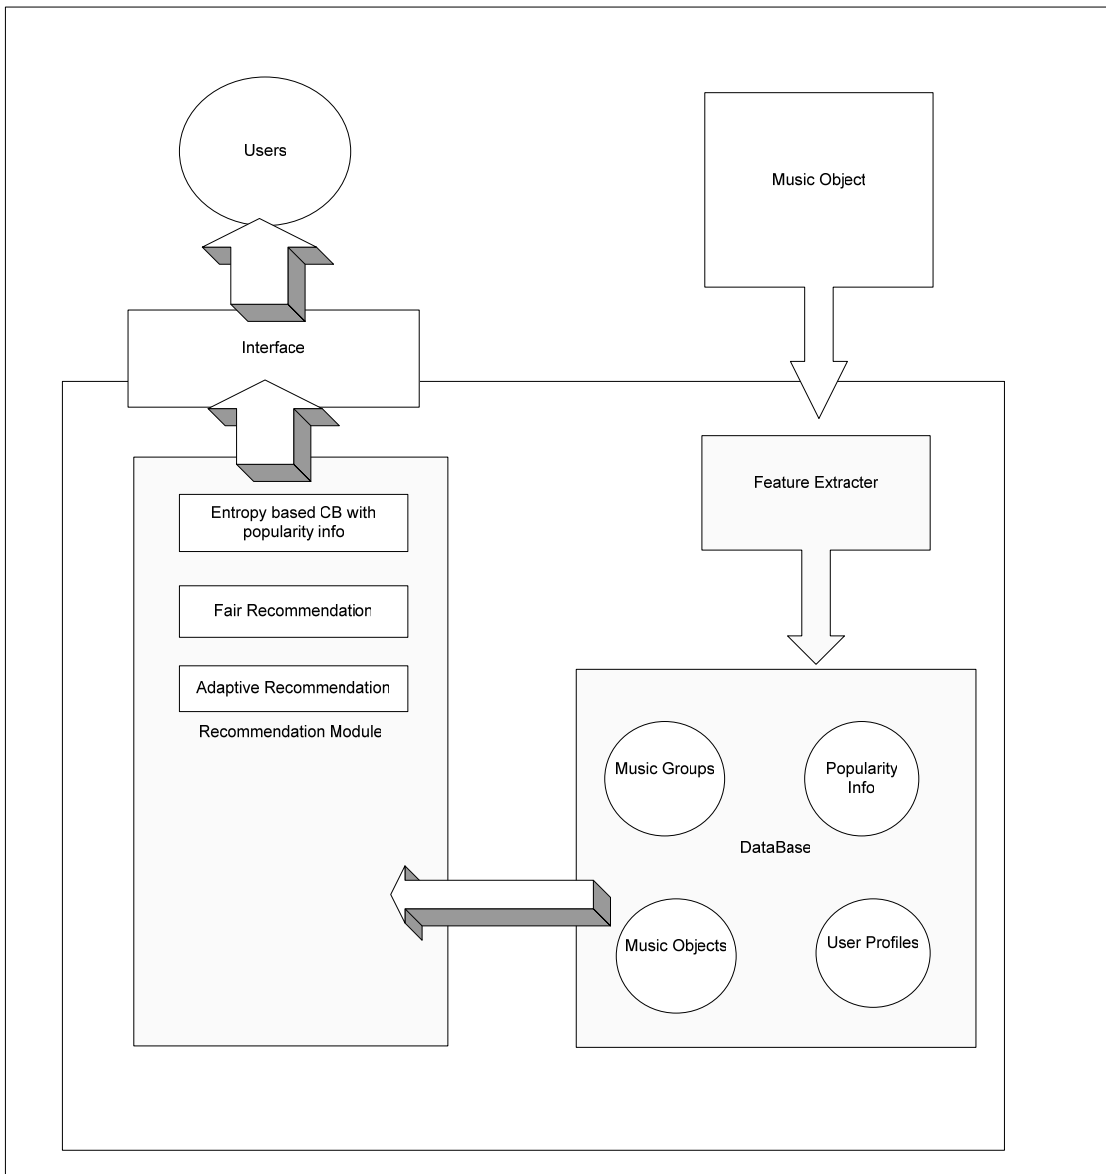 Users
Music Object
Interface
Feature Extracter
Entropy based CB with
popularity info
Fair Recommendation
Adaptive Recommendation
Recommendation Module
Music Groups
Popularity
Info
DataBase
Music Objects
User Profiles